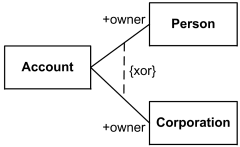 +owner
Person
Account
{xor}
+owner
Corporation